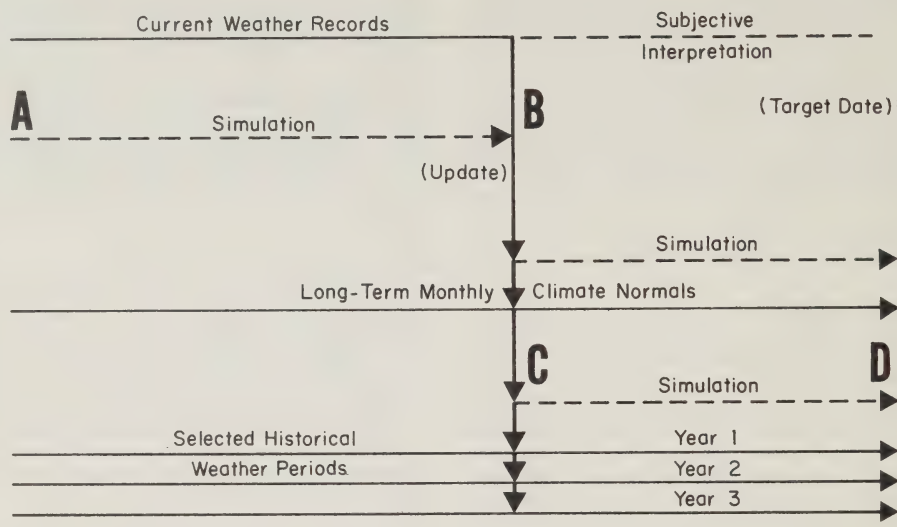 Current Weather Records
Subjective
Interpretation
A
B
(Target Date)
Simulation
(Update)
Simulation
Long-Term Monthly Climate Normals
C
D
Simulation
Selected Historical
Year 1
Weather Periods
Year 2
Year 3